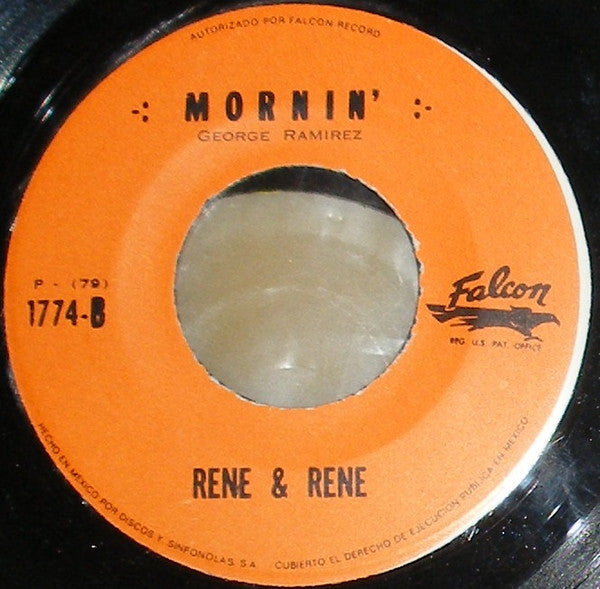 AUTORIZADO POR FALCON RECORD
·: MORNIN' :·
GEORGE RAMIREZ
P - (79)
1774-B
Falcon
REG. U.S. PAT. OFFICE
RENE & RENE
HECHO EN MEXICO POR DISCOS Y SINFONOLAS, S.A. CUBIERTO EL DERECHO DE EJECUCION PUBLICA EN MEXICO